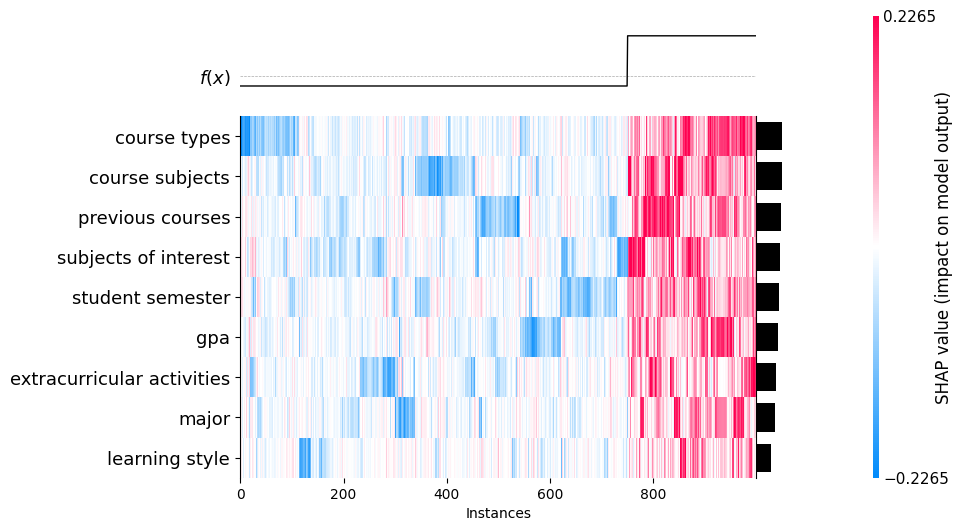 0.2265
f(x)
course types
course subjects
previous courses
subjects of interest
student semester
gpa
extracurricular activities
major
learning style
0 200 400 600 800
Instances
SHAP value (impact on model output)
−0.2265